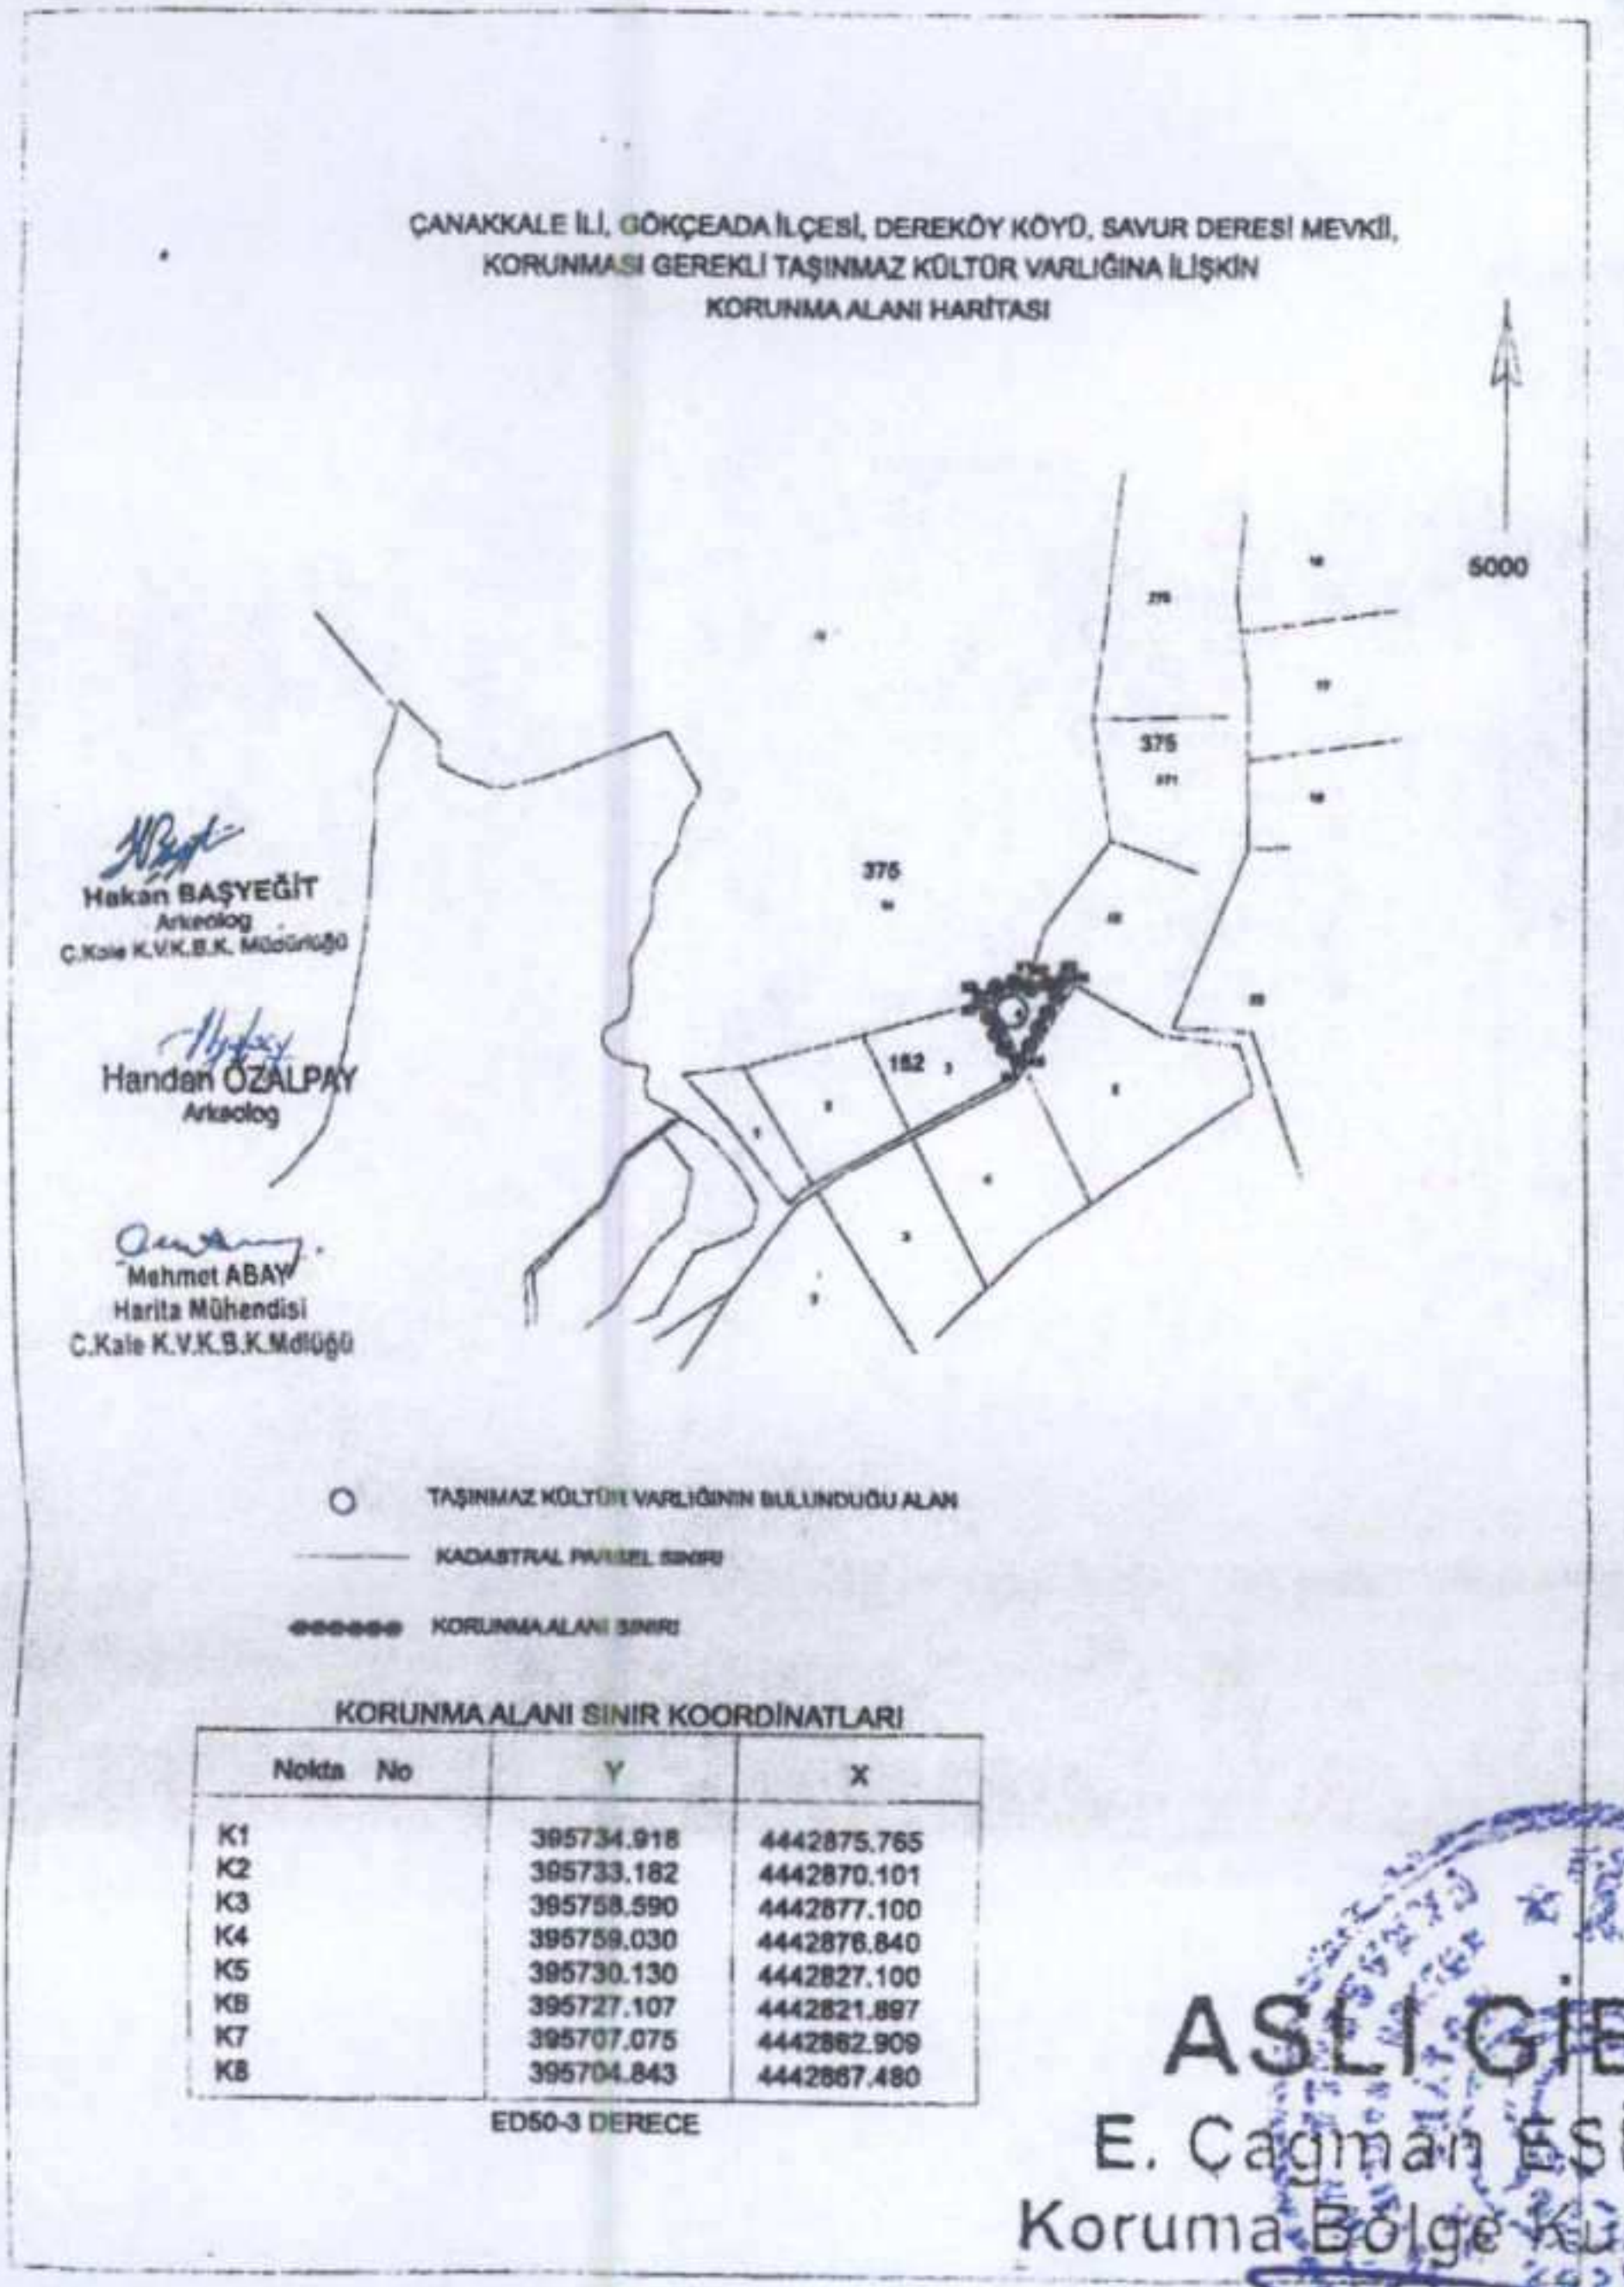 ÇANAKKALE İLİ, GÖKÇEADA İLÇESİ, DEREKÖY KÖYÜ, SAVUR DERESİ MEVKİİ,
KORUNMASI GEREKLİ TAŞINMAZ KÜLTÜR VARLIĞINA İLİŞKİN
KORUNMA ALANI HARİTASI
5000
375
375
152
Hakan BAŞYEĞİT
Arkeolog
Ç.Kale K.V.K.B.K. Müdürlüğü
Handan ÖZALPAY
Arkeolog
Mehmet ABAY
Harita Mühendisi
Ç.Kale K.V.K.B.K.Mdlüğü
TAŞINMAZ KÜLTÜR VARLIĞININ BULUNDUĞU ALAN
KADASTRAL PARSEL SINIRI
KORUNMA ALANI SINIRI
KORUNMA ALANI SINIR KOORDİNATLARI
Nokta No Y X
K1 395734.918 4442875.765
K2 395733.182 4442870.101
K3 395758.590 4442877.100
K4 395759.030 4442876.840
K5 395730.130 4442827.100
K6 395727.107 4442821.897
K7 395707.075 4442862.909
K8 395704.843 4442867.480
ED50-3 DERECE
ASLI GİB
E. Çağman ES
Koruma Bölge Ku